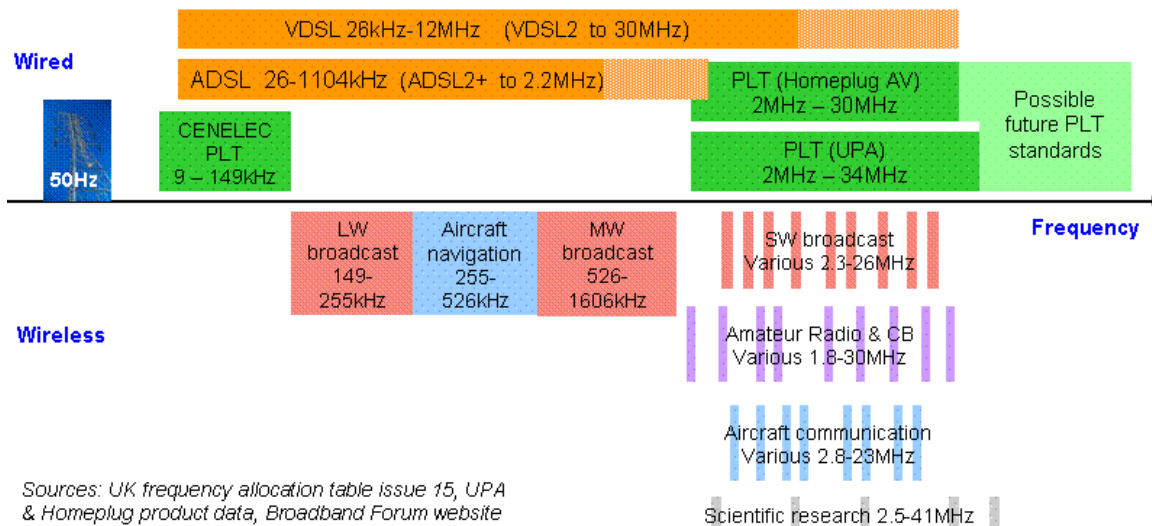 VDSL 26kHz-12MHz (VDSL2 to 30MHz)
Wired
ADSL 26-1104kHz (ADSL2+ to 2.2MHz)
PLT (Homeplug AV)
2MHz – 30MHz
Possible
future PLT
standards
CENELEC
PLT
9 – 149kHz
50Hz
PLT (UPA)
2MHz – 34MHz
LW
broadcast
149-
255kHz
Aircraft
navigation
255-
526kHz
MW
broadcast
526-
1606kHz
SW broadcast
Various 2.3-26MHz
Frequency
Wireless
Amateur Radio & CB
Various 1.8-30MHz
Aircraft communication
Various 2.8-23MHz
Sources: UK frequency allocation table issue 15, UPA
& Homeplug product data, Broadband Forum website
Scientific research 2.5-41MHz